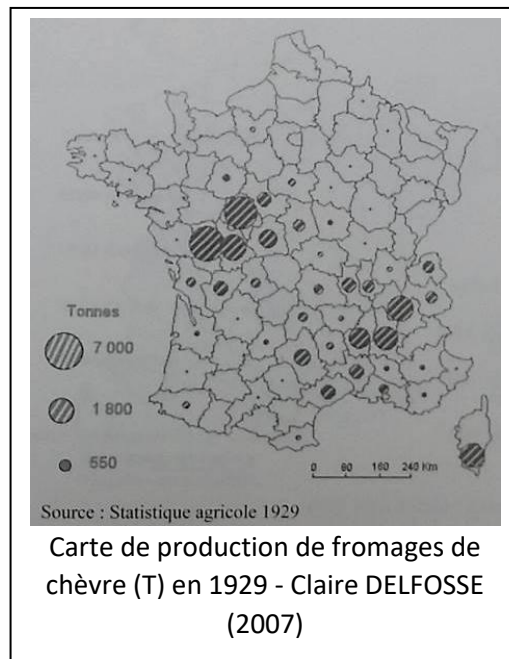 Tonnes
7 000
1 800
550
0 80 160 240 Km
Source : Statistique agricole 1929
Carte de production de fromages de
chèvre (T) en 1929 - Claire DELFOSSE
(2007)